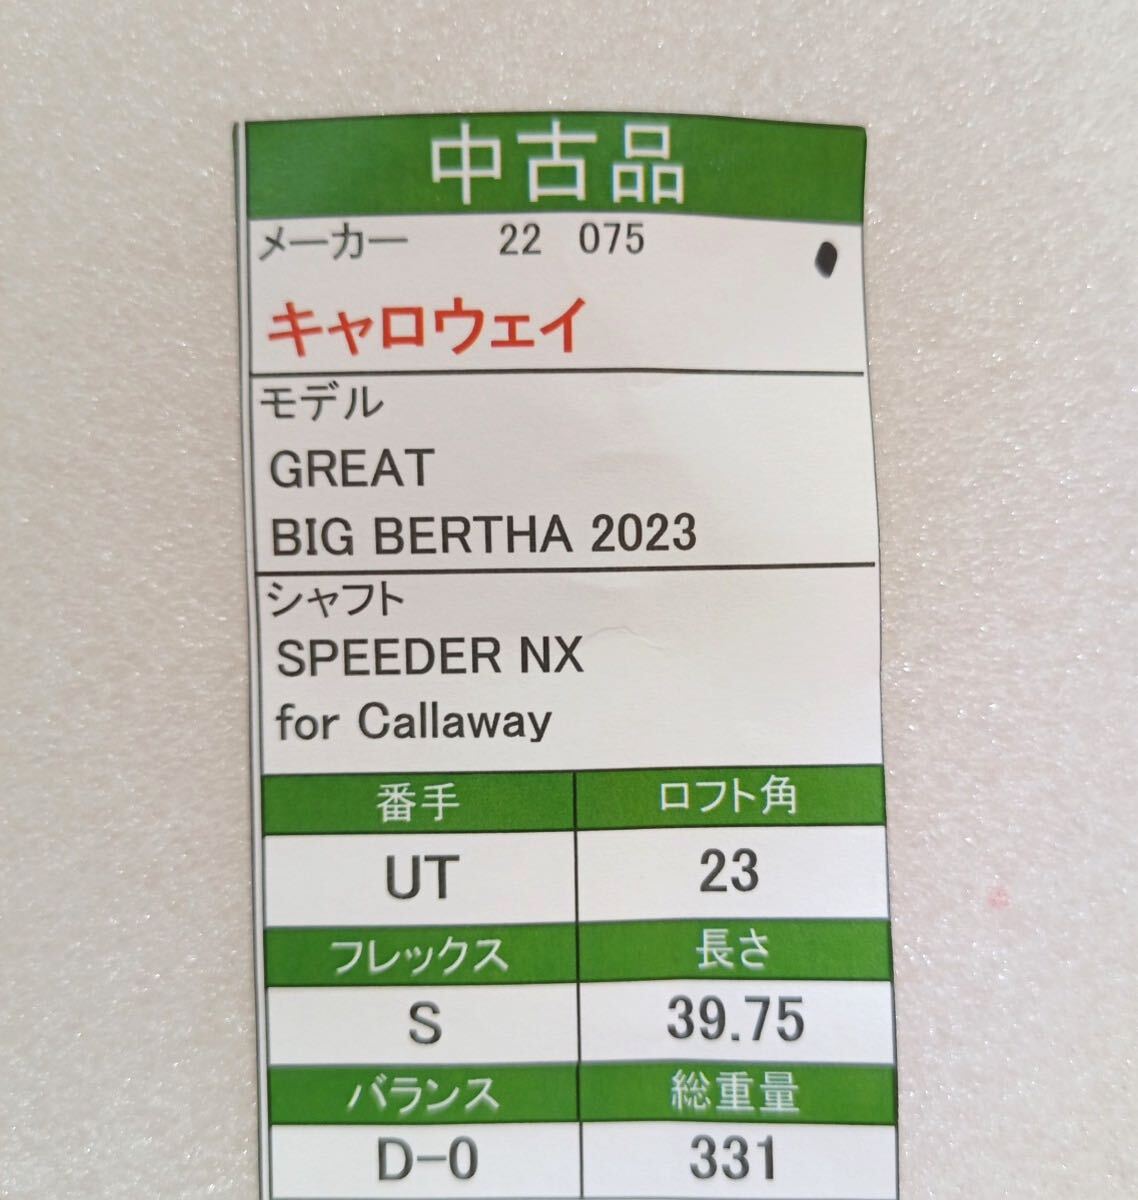 中古品
メーカー 22 075
キャロウェイ
モデル
GREAT
BIG BERTHA 2023
シャフト
SPEEDER NX
for Callaway
番手 ロフト角
UT 23
フレックス 長さ
S 39.75
バランス 総重量
D-0 331